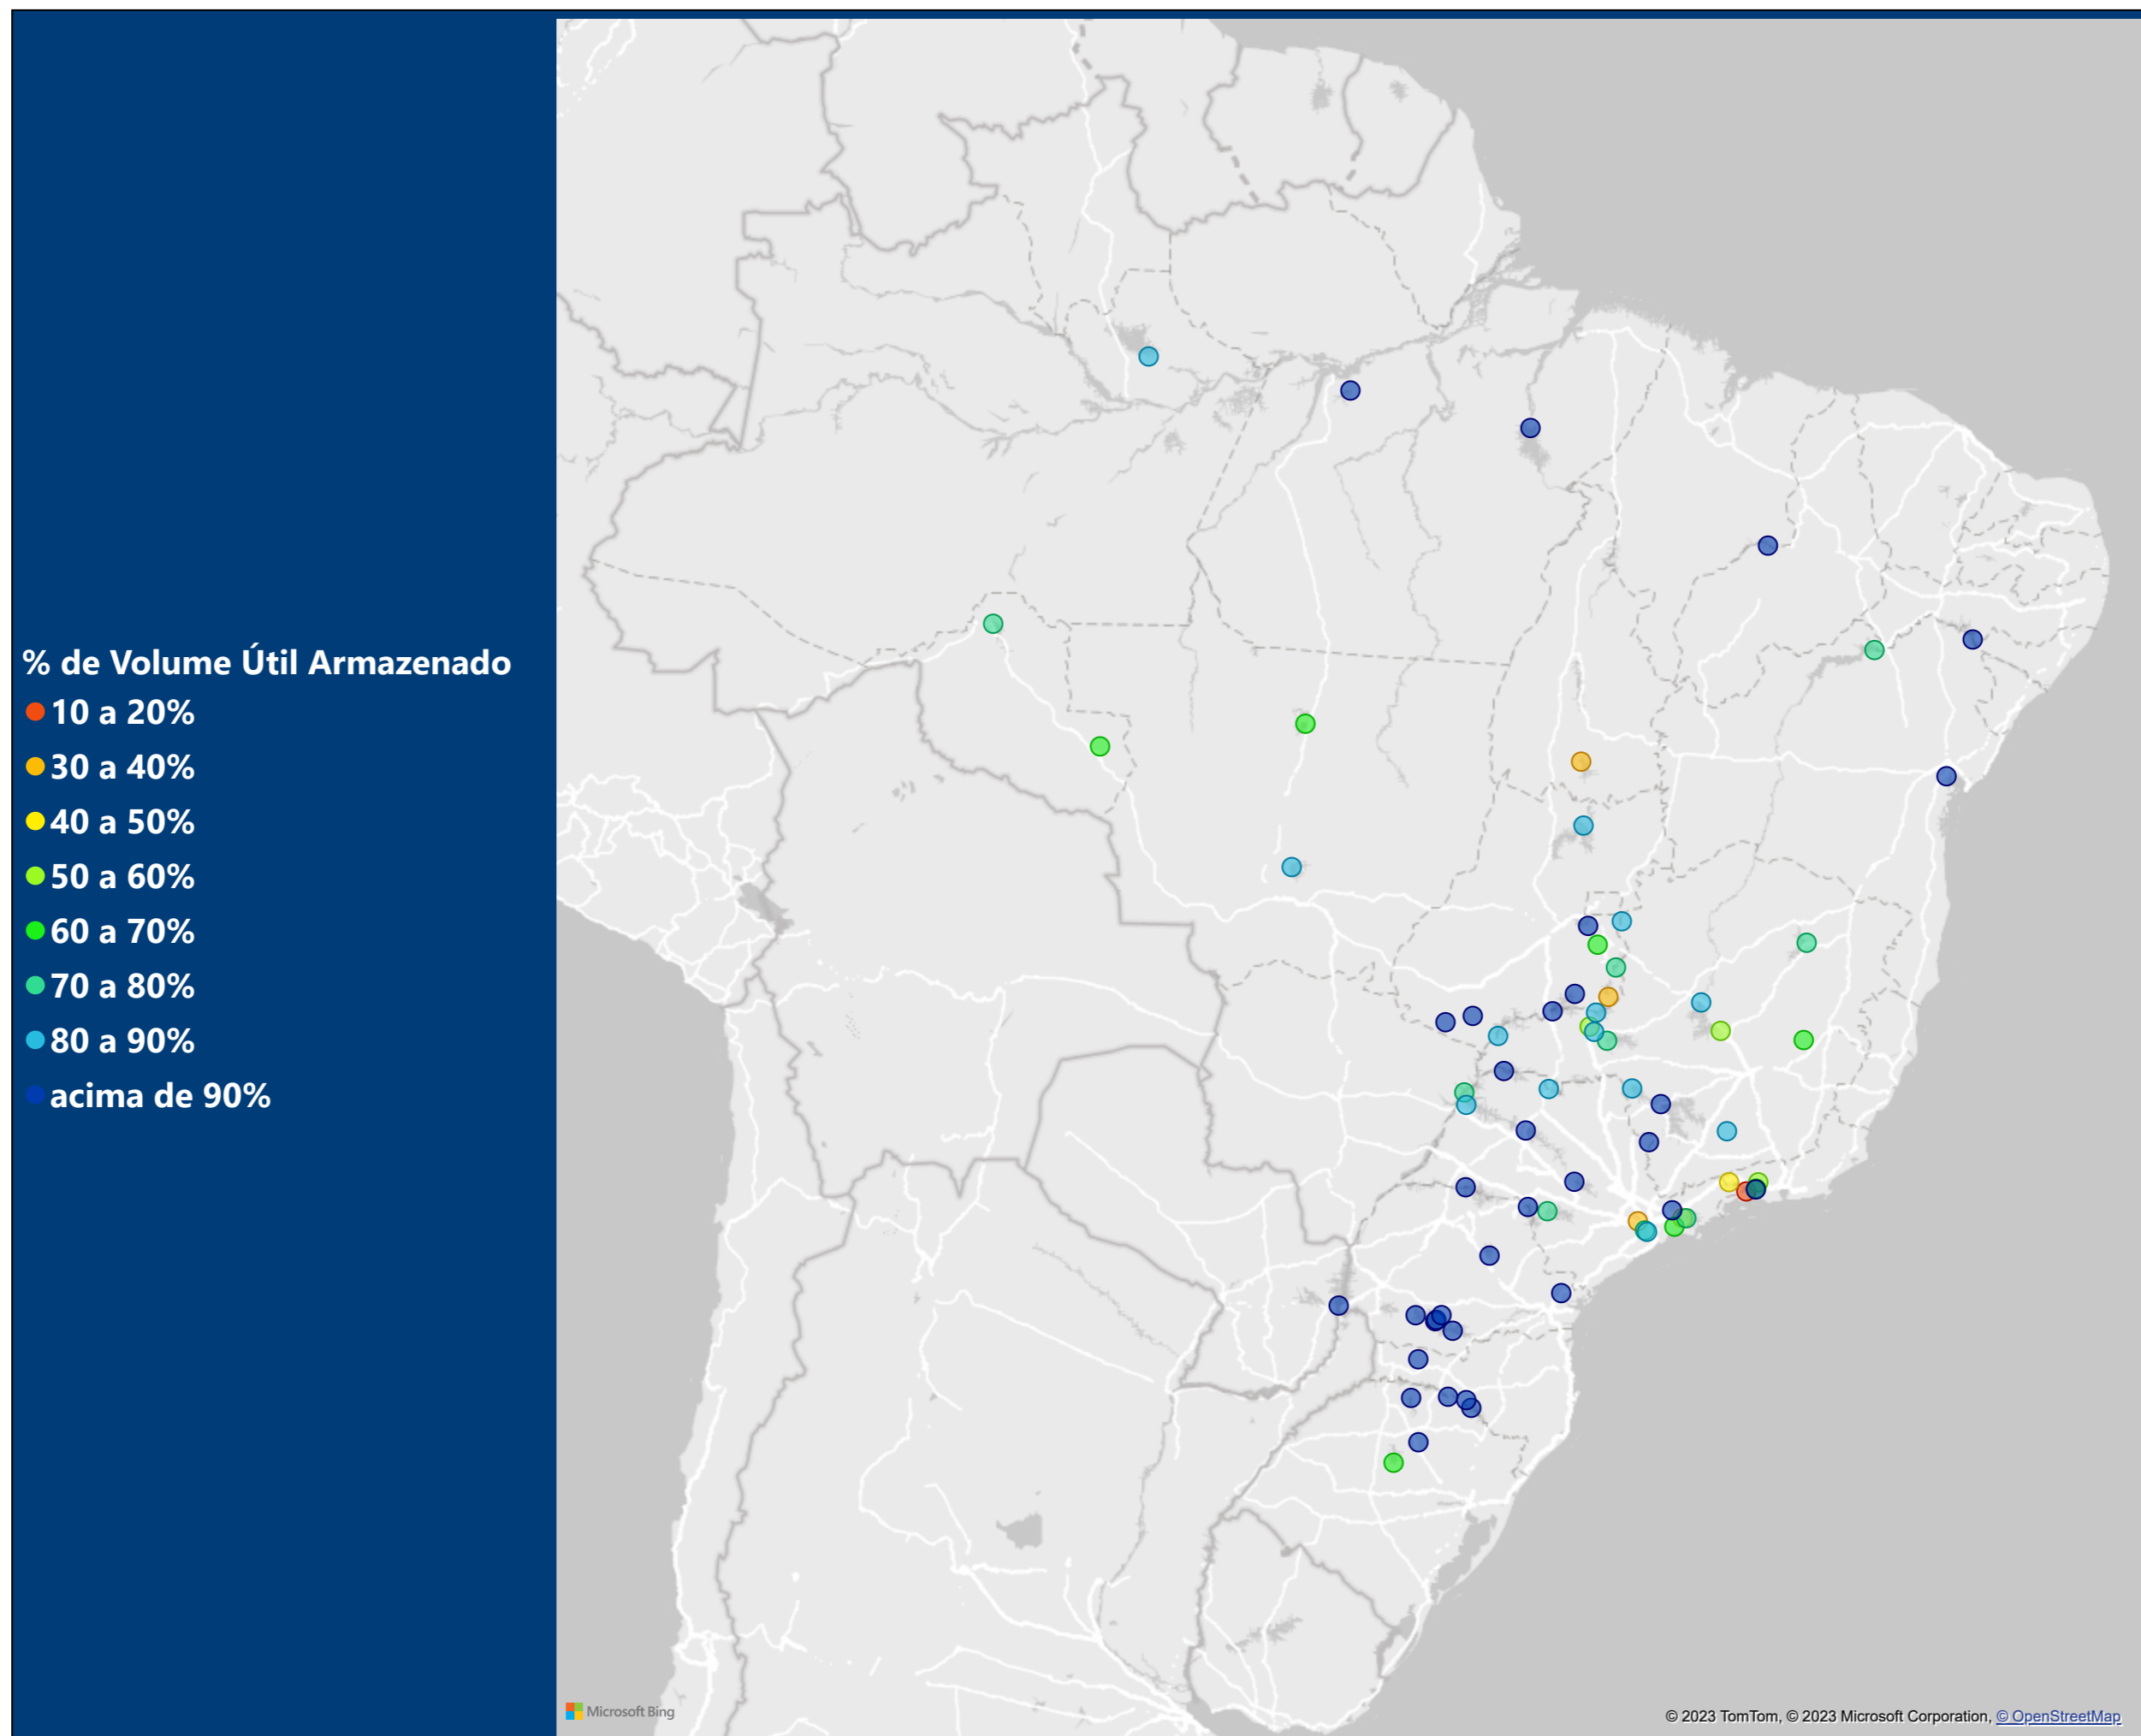 % de Volume Útil Armazenado
10 a 20%
30 a 40%
40 a 50%
50 a 60%
60 a 70%
70 a 80%
80 a 90%
acima de 90%
Microsoft Bing
© 2023 TomTom, © 2023 Microsoft Corporation, © OpenStreetMap